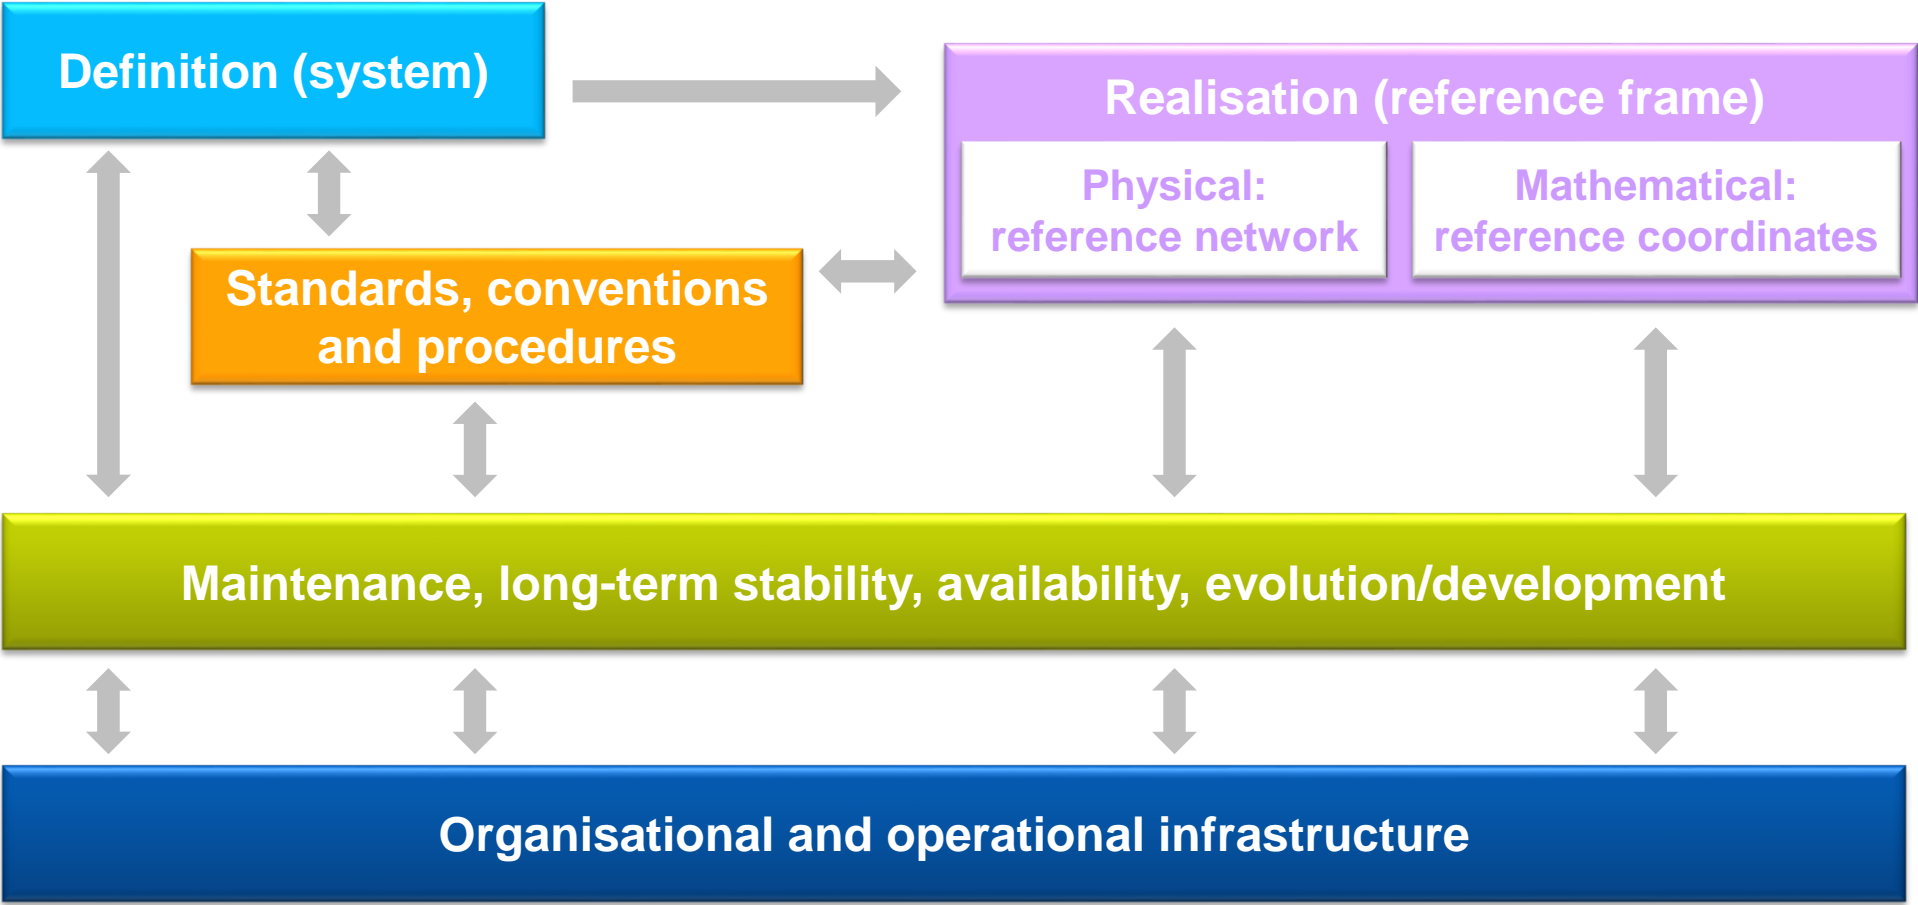 Definition (system)
Realisation (reference frame)
Physical:
reference network
Mathematical:
reference coordinates
Standards, conventions
and procedures
Maintenance, long-term stability, availability, evolution/development
Organisational and operational infrastructure